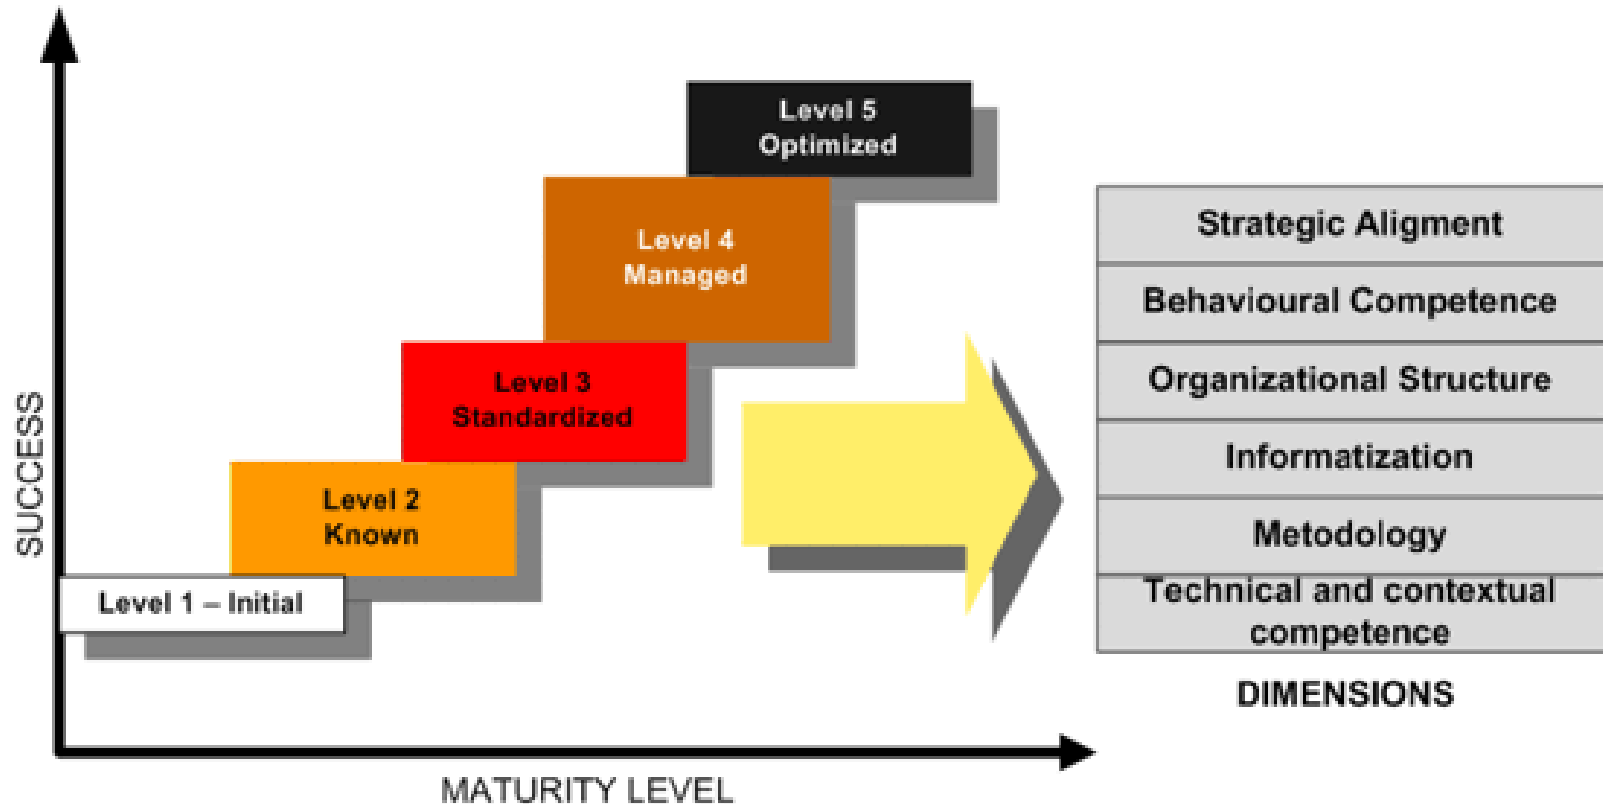 Level 5
Optimized
Level 4
Managed
Level 3
Standardized
Level 2
Known
Level 1 – Initial
SUCCESS
MATURITY LEVEL
Strategic Aligment
Behavioural Competence
Organizational Structure
Informatization
Metodology
Technical and contextual
competence
DIMENSIONS